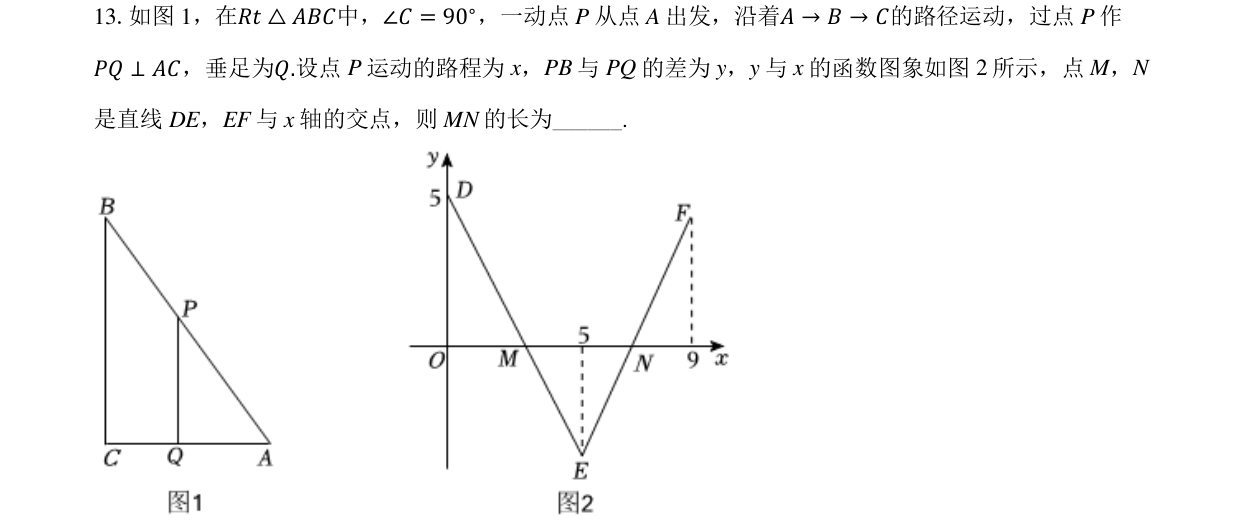 13. 如图 1，在Rt △ ABC中，∠C = 90°，一动点 P 从点 A 出发，沿着A → B → C的路径运动，过点 P 作
PQ ⊥ AC，垂足为Q.设点 P 运动的路程为 x，PB 与 PQ 的差为 y，y 与 x 的函数图象如图 2 所示，点 M，N
是直线 DE，EF 与 x 轴的交点，则 MN 的长为______.
B
P
C Q A
图1
y
5 D
F
5
O M N 9 x
E
图2